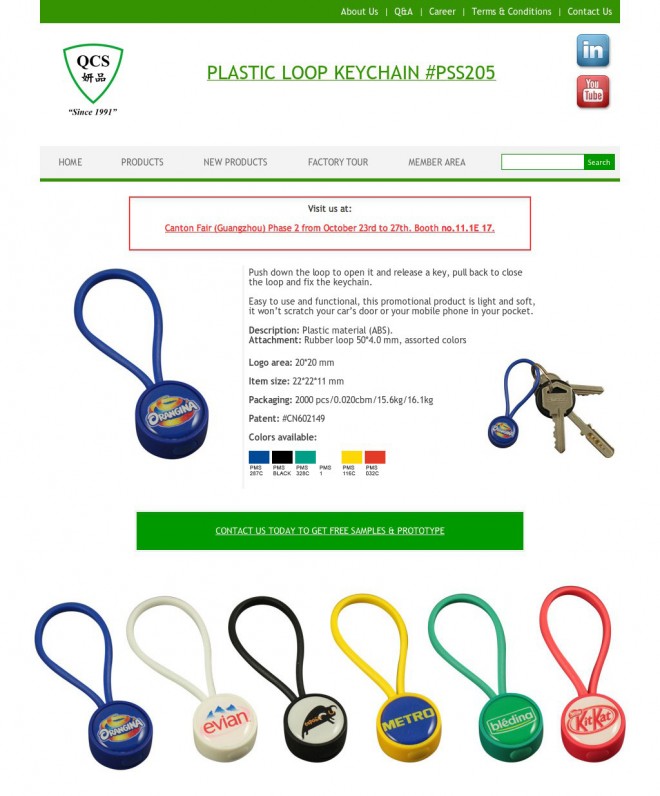 About Us | Q&A | Career | Terms & Conditions | Contact Us
QCS
妍品
“Since 1991”
PLASTIC LOOP KEYCHAIN #PSS205
in
You
Tube
HOME PRODUCTS NEW PRODUCTS FACTORY TOUR MEMBER AREA Search
Visit us at:
Canton Fair (Guangzhou) Phase 2 from October 23rd to 27th. Booth no.11.1E 17.
Push down the loop to open it and release a key, pull back to close
the loop and fix the keychain.
Easy to use and functional, this promotional product is light and soft,
it won’t scratch your car’s door or your mobile phone in your pocket.
Description: Plastic material (ABS).
Attachment: Rubber loop 50*4.0 mm, assorted colors
Logo area: 20*20 mm
Item size: 22*22*11 mm
Packaging: 2000 pcs/0.020cbm/15.6kg/16.1kg
Patent: #CN602149
Colors available:
PMS PMS PMS PMS PMS PMS
287C BLACK 328C 1 116C 032C
ORANGINA
CONTACT US TODAY TO GET FREE SAMPLES & PROTOTYPE
ORANGINA
evian
METRO
blédina
KitKat